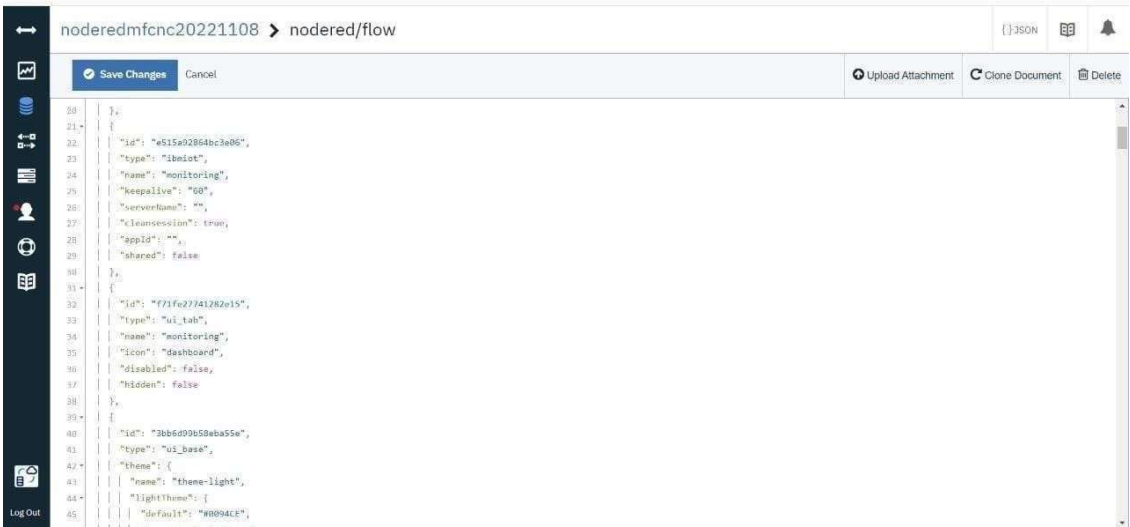 noderedmfcnc20221108 > nodered/flow
{ } JSON
Save Changes Cancel
Upload Attachment Clone Document Delete
20 },
21 {
22 "id": "e515a92864bc3e06",
23 "type": "ibmiot",
24 "name": "monitoring",
25 "keepalive": "60",
26 "serverName": "",
27 "cleansession": true,
28 "appId": "",
29 "shared": false
30 },
31 {
32 "id": "f71fe27741282e15",
33 "type": "ui_tab",
34 "name": "monitoring",
35 "icon": "dashboard",
36 "disabled": false,
37 "hidden": false
38 },
39 {
40 "id": "3bb6d99b58eba55e",
41 "type": "ui_base",
42 "theme": {
43 "name": "theme-light",
44 "lightTheme": {
45 "default": "#0094CE",
Log Out